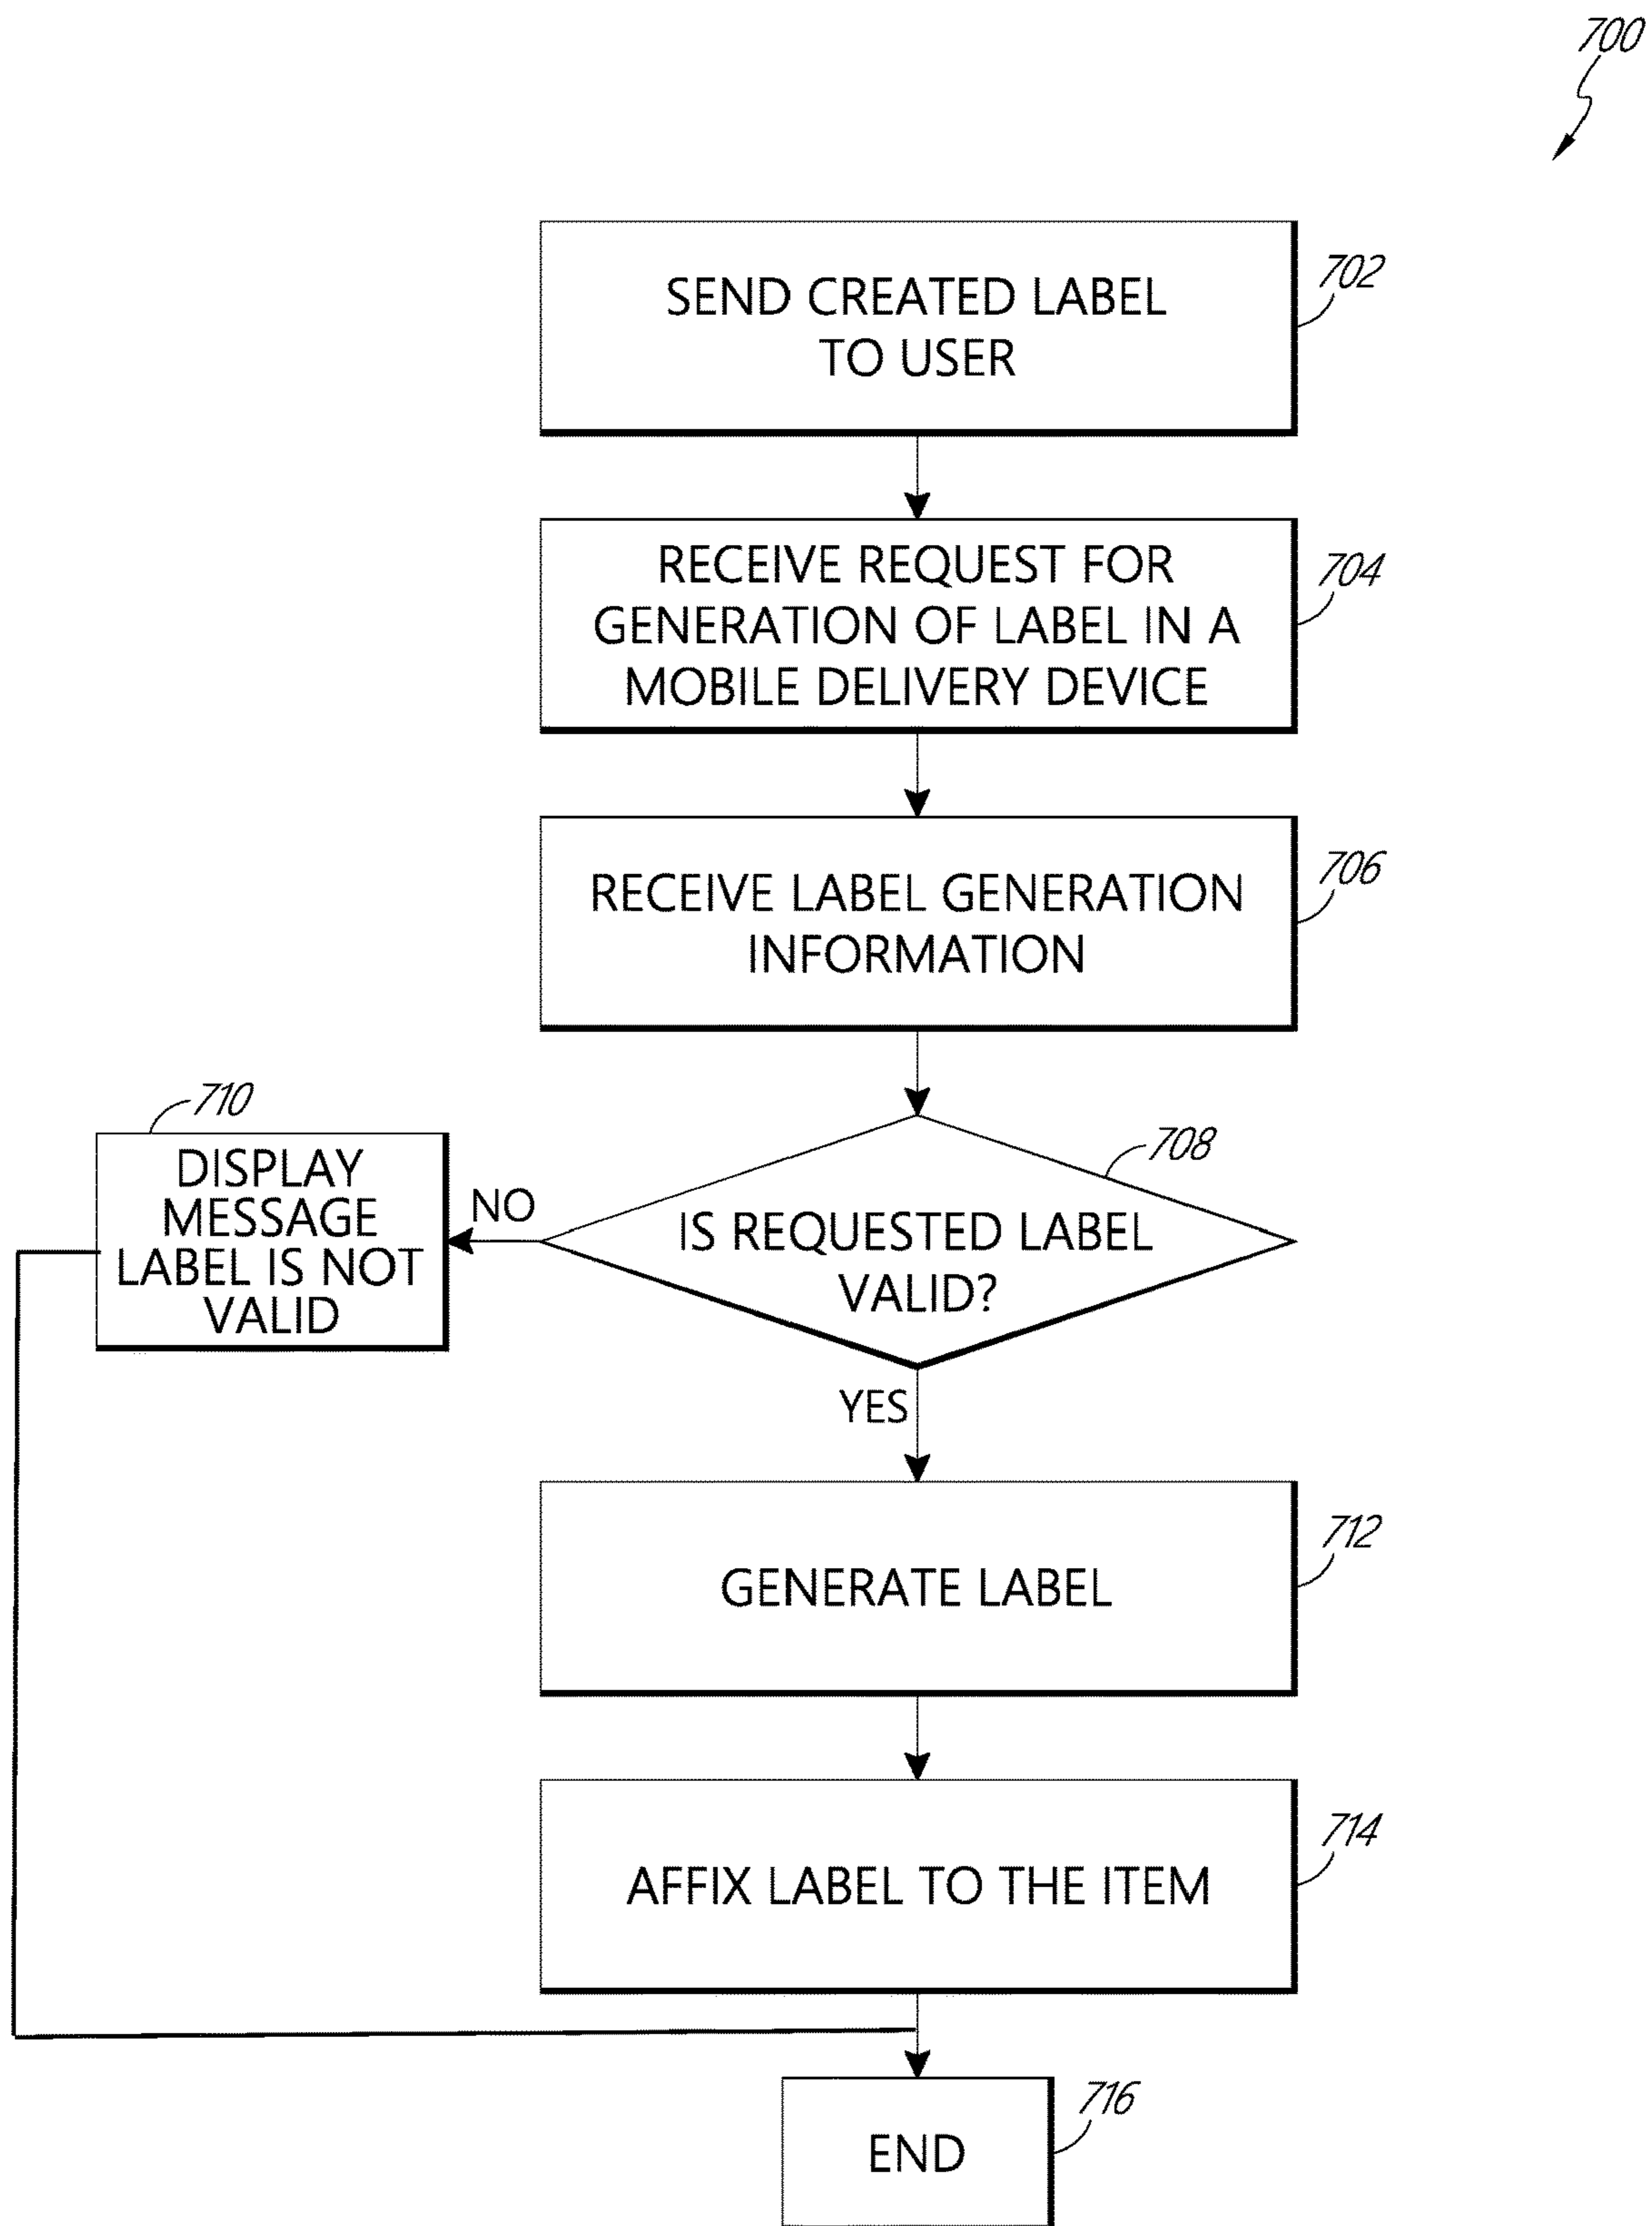 700
SEND CREATED LABEL
TO USER
702
RECEIVE REQUEST FOR
GENERATION OF LABEL IN A
MOBILE DELIVERY DEVICE
704
RECEIVE LABEL GENERATION
INFORMATION
706
710
DISPLAY
MESSAGE
LABEL IS NOT
VALID
NO
708
IS REQUESTED LABEL
VALID?
YES
GENERATE LABEL
712
AFFIX LABEL TO THE ITEM
714
END
716